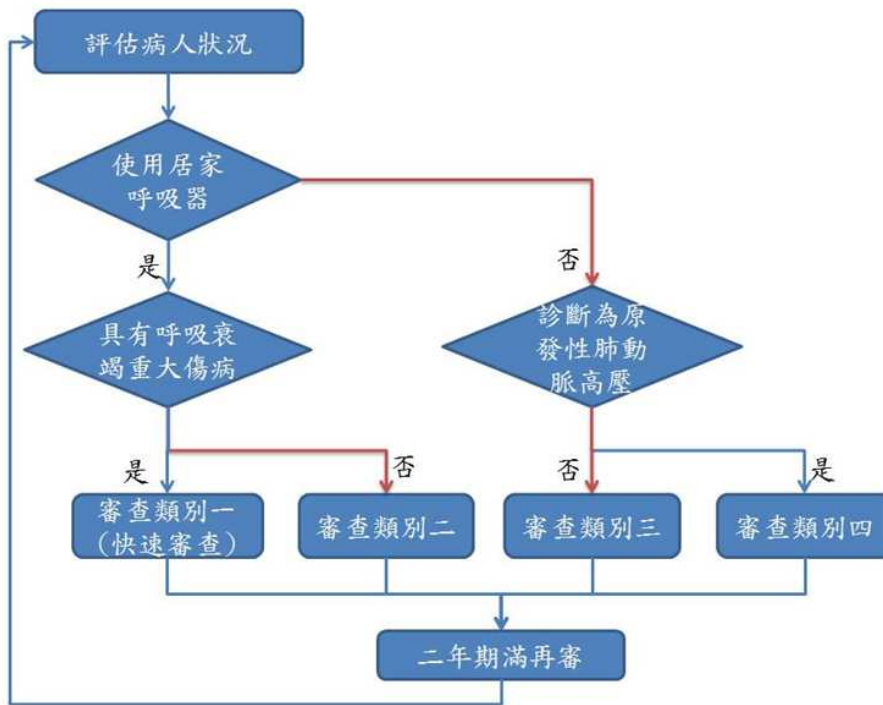 評估病人狀況
使用居家
呼吸器
是
否
具有呼吸衰
竭重大傷病
診斷為原
發性肺動
脈高壓
是
否
否
是
審查類別一
（快速審查）
審查類別二
審查類別三
審查類別四
二年期滿再審